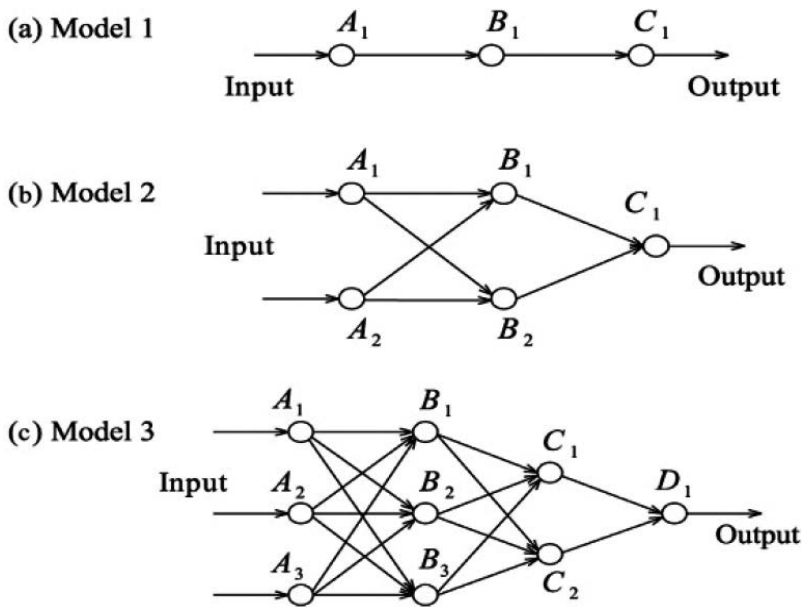 (a) Model 1
A₁ B₁ C₁
Input Output
(b) Model 2
A₁ B₁
C₁
Input
Output
A₂ B₂
(c) Model 3
A₁ B₁
C₁
Input A₂ B₂ D₁
Output
A₃ B₃ C₂